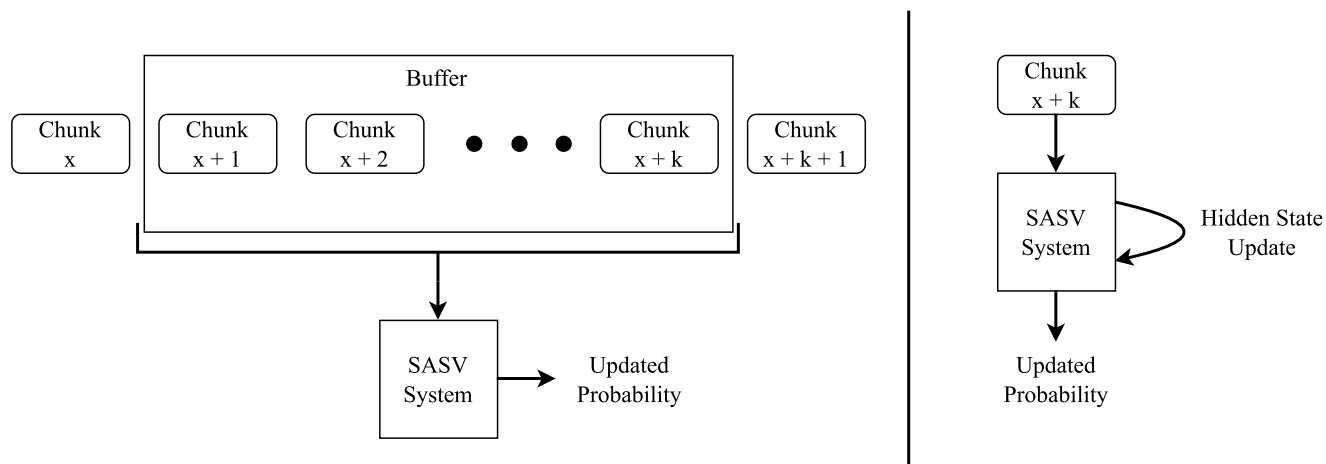 Buffer
Chunk
x
Chunk
x + 1
Chunk
x + 2
Chunk
x + k
Chunk
x + k + 1
SASV
System
Updated
Probability
Chunk
x + k
SASV
System
Hidden State
Update
Updated
Probability